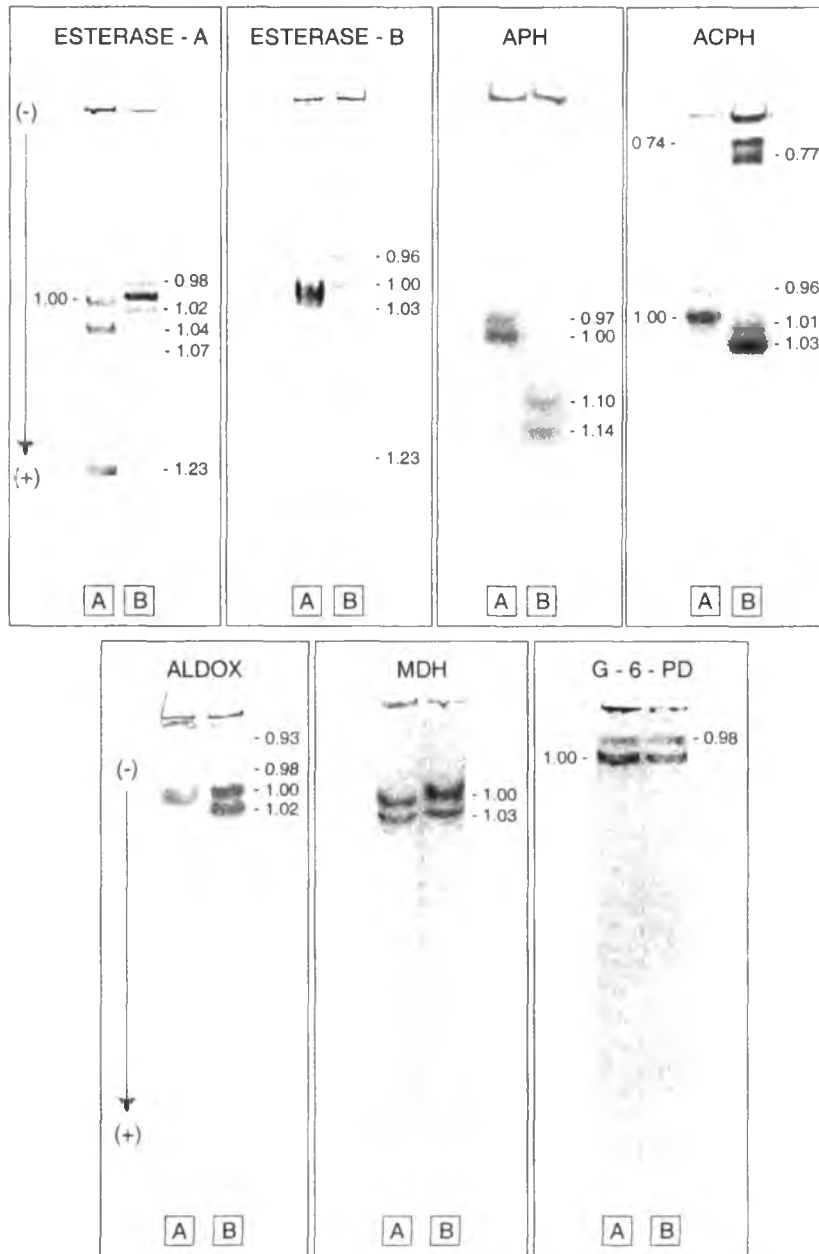 ESTERASE - A
(-)
- 0.98
1.00 -
- 1.02
- 1.04
- 1.07
- 1.23
(+)
A B
ESTERASE - B
- 0.96
- 1.00
- 1.03
- 1.23
A B
APH
- 0.97
- 1.00
- 1.10
- 1.14
A B
ACPH
0.74 -
- 0.77
- 0.96
1.00 -
- 1.01
- 1.03
A B
ALDOX
- 0.93
(-)
- 0.98
- 1.00
- 1.02
(+)
A B
MDH
- 1.00
- 1.03
A B
G - 6 - PD
- 0.98
1.00 -
A B